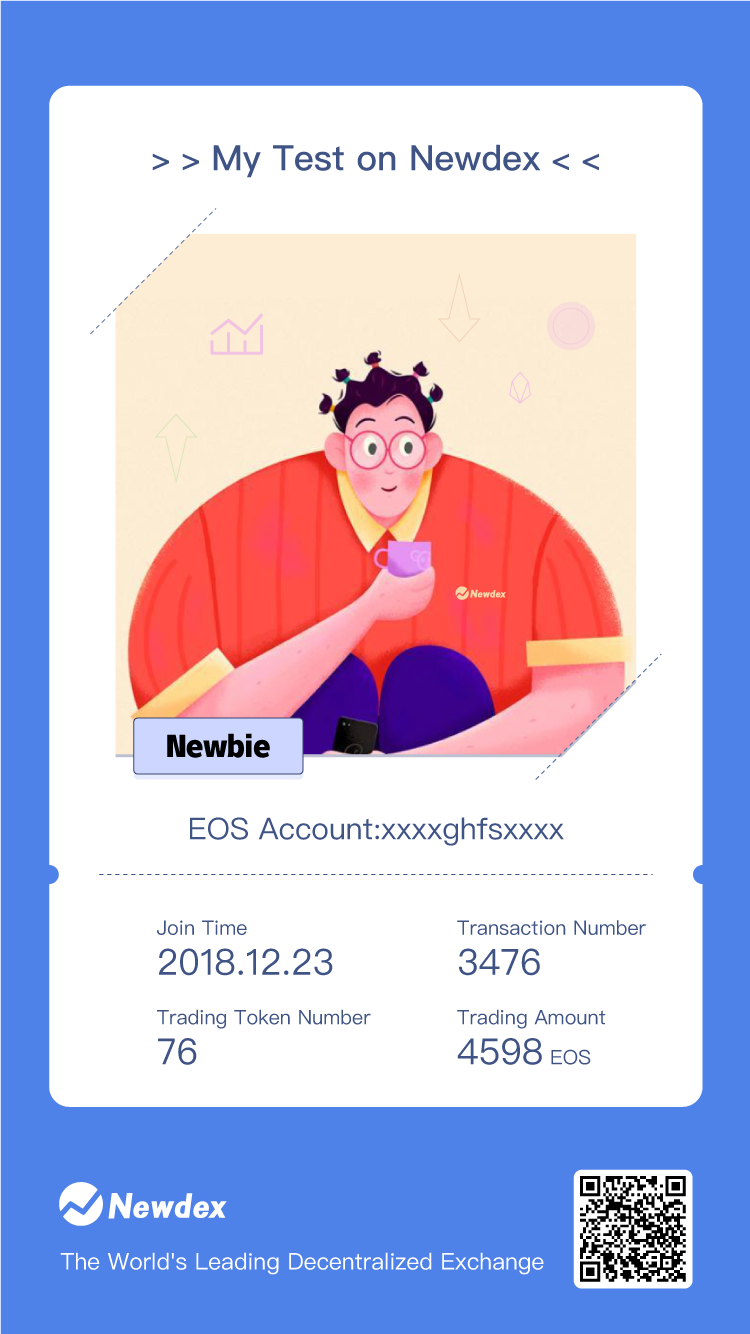 > > My Test on Newdex < <
Newdex
Newbie
EOS Account:xxxxghfsxxxx
Join Time
2018.12.23
Transaction Number
3476
Trading Token Number
76
Trading Amount
4598 EOS
Newdex
The World's Leading Decentralized Exchange